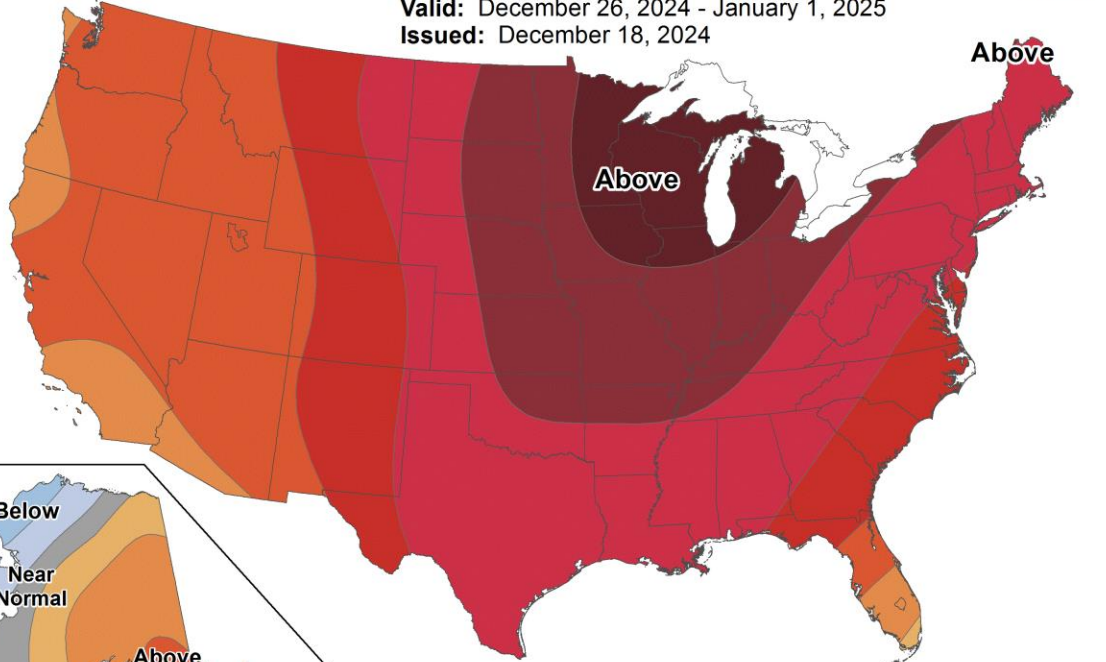 Valid: December 26, 2024 - January 1, 2025
Issued: December 18, 2024
Above
Above
Below
Near
Normal
Above